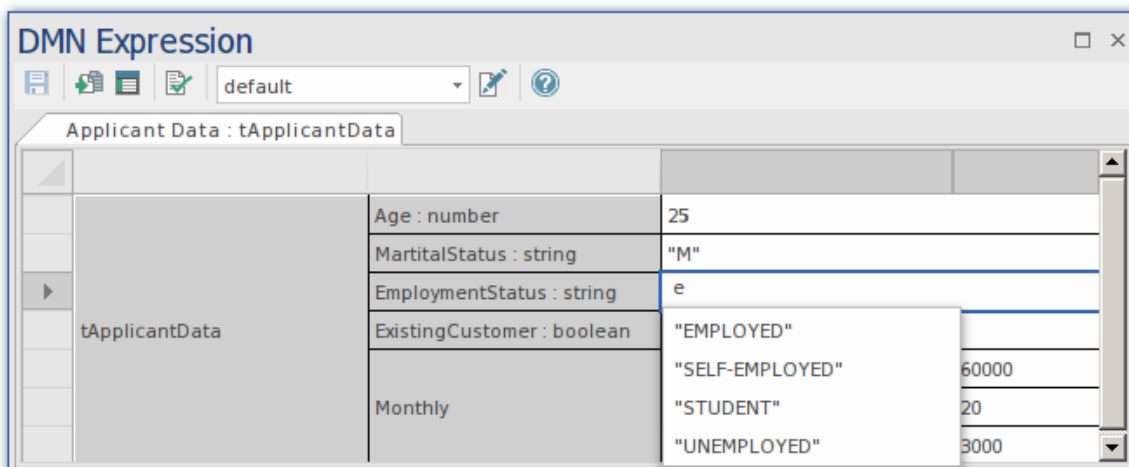 DMN Expression
default
Applicant Data : tApplicantData
Age : number 25
MartitalStatus : string "M"
EmploymentStatus : string e
tApplicantData ExistingCustomer : boolean "EMPLOYED"
"SELF-EMPLOYED" 60000
Monthly "STUDENT" 20
"UNEMPLOYED" 3000